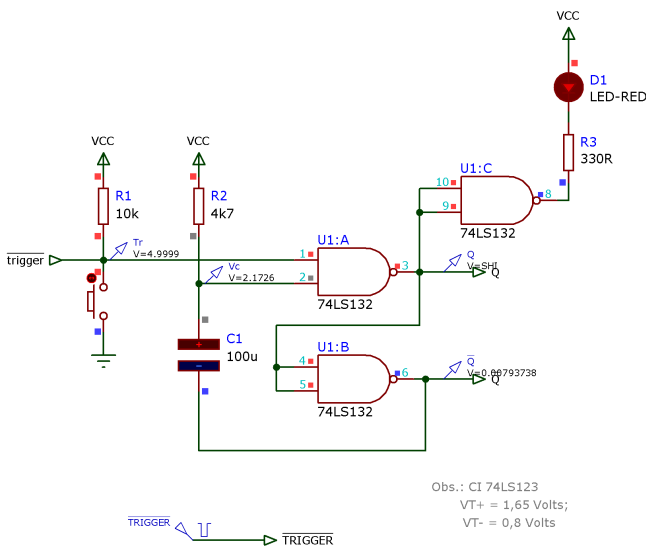 VCC
D1
LED-RED
R3
330R
VCC
VCC
U1:C
10
9
8
74LS132
R1
10k
R2
4k7
trigger
Tr
V=4.9999
Vc
V=2.1726
U1:A
1
2
3
74LS132
Q
V=SHI
Q
C1
100u
U1:B
4
5
6
74LS132
Q
V=0.00793738
Q
Obs.: CI 74LS123
VT+ = 1,65 Volts;
VT- = 0,8 Volts
TRIGGER
TRIGGER